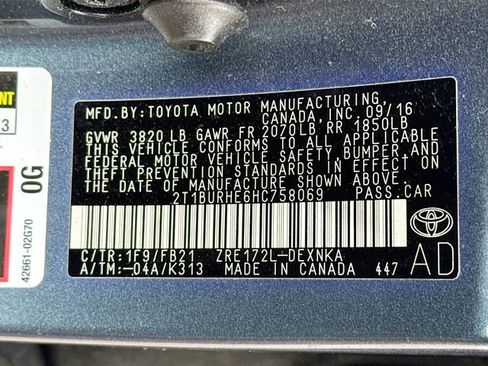 MFD.BY:TOYOTA MOTOR MANUFACTURING
CANADA, INC. 09/16
GVWR 3820 LB GAWR FR 2070LB RR 1850LB
THIS VEHICLE CONFORMS TO ALL APPLICABLE
FEDERAL MOTOR VEHICLE SAFETY, BUMPER AND
THEFT PREVENTION STANDARDS IN EFFECT ON
THE DATE OF MANUFACTURE SHOWN ABOVE.
2T1BURHE6HC758069 PASS.CAR
C/TR:1F9/FB21 ZRE172L-DEXNKA
A/TM:-04A/K313 MADE IN CANADA 447
TOYOTA
AD
0G
42661-02G70
3